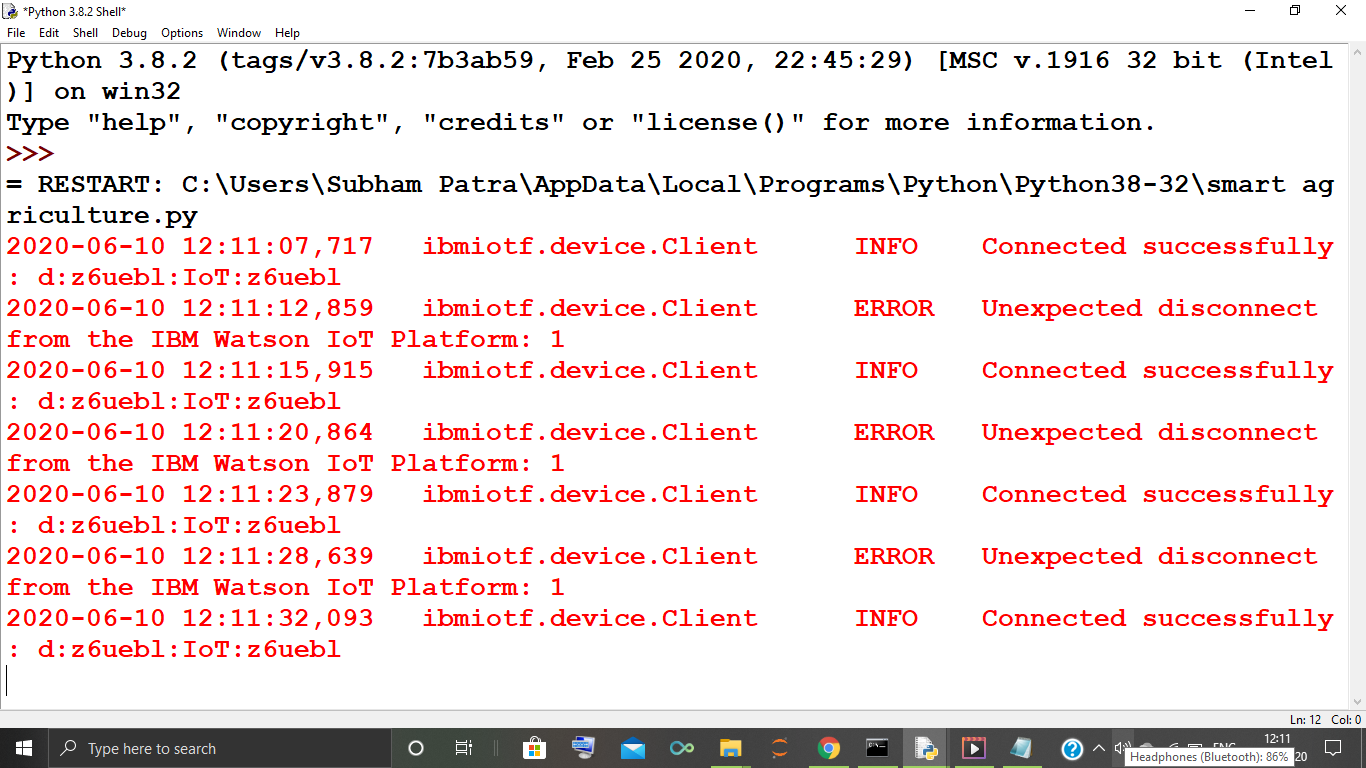 *Python 3.8.2 Shell*
File Edit Shell Debug Options Window Help
Python 3.8.2 (tags/v3.8.2:7b3ab59, Feb 25 2020, 22:45:29) [MSC v.1916 32 bit (Intel
)] on win32
Type "help", "copyright", "credits" or "license()" for more information.
>>>
= RESTART: C:\Users\Subham Patra\AppData\Local\Programs\Python\Python38-32\smart ag
riculture.py
2020-06-10 12:11:07,717   ibmiotf.device.Client      INFO    Connected successfully
: d:z6uebl:IoT:z6uebl
2020-06-10 12:11:12,859   ibmiotf.device.Client      ERROR   Unexpected disconnect
from the IBM Watson IoT Platform: 1
2020-06-10 12:11:15,915   ibmiotf.device.Client      INFO    Connected successfully
: d:z6uebl:IoT:z6uebl
2020-06-10 12:11:20,864   ibmiotf.device.Client      ERROR   Unexpected disconnect
from the IBM Watson IoT Platform: 1
2020-06-10 12:11:23,879   ibmiotf.device.Client      INFO    Connected successfully
: d:z6uebl:IoT:z6uebl
2020-06-10 12:11:28,639   ibmiotf.device.Client      ERROR   Unexpected disconnect
from the IBM Watson IoT Platform: 1
2020-06-10 12:11:32,093   ibmiotf.device.Client      INFO    Connected successfully
: d:z6uebl:IoT:z6uebl
Ln: 12 Col: 0
Type here to search
12:11
Headphones (Bluetooth): 86%
20